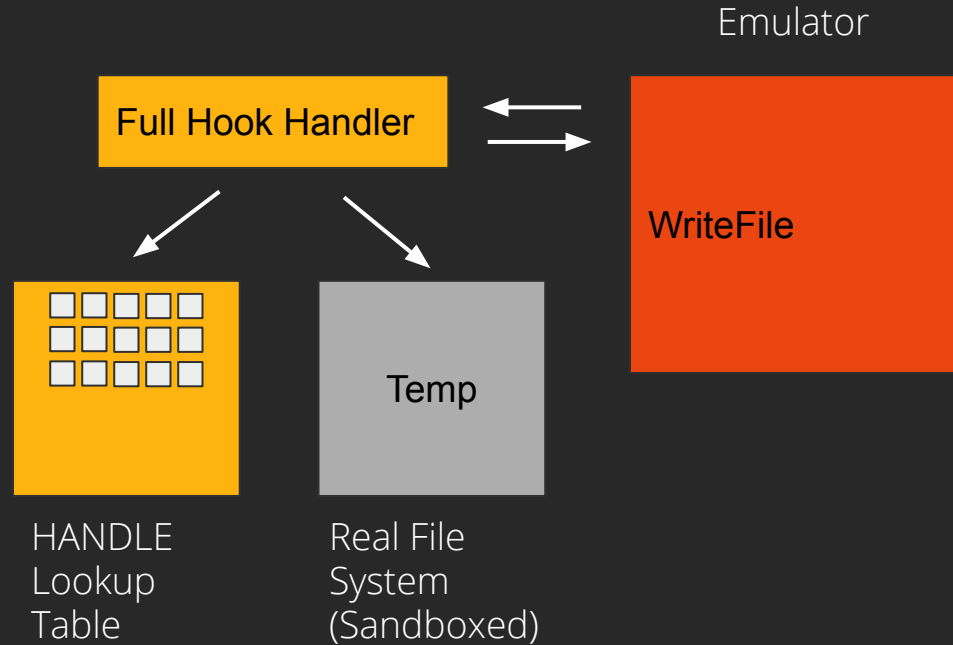 Emulator
Full Hook Handler
WriteFile
Temp
HANDLE
Lookup
Table
Real File
System
(Sandboxed)